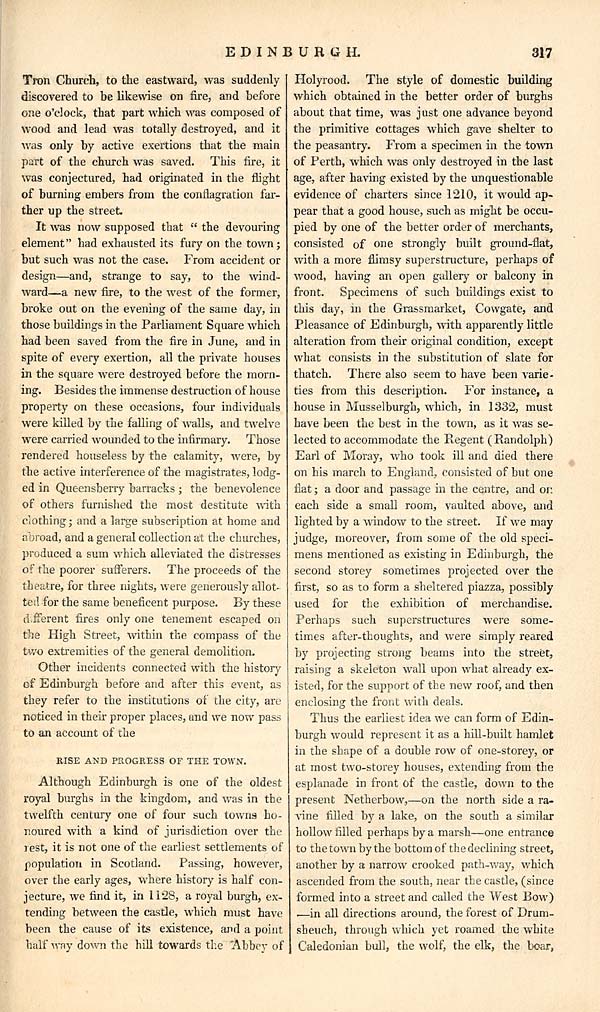 EDINBURGH.
317
Tron Church, to the eastward, was suddenly
discovered to be likewise on fire, and before
one o'clock, that part which was composed of
wood and lead was totally destroyed, and it
was only by active exertions that the main
part of the church was saved. This fire, it
was conjectured, had originated in the flight
of burning embers from the conflagration far-
ther up the street.
It was now supposed that “ the devouring
element” had exhausted its fury on the town;
but such was not the case. From accident or
design—and, strange to say, to the wind-
ward—a new fire, to the west of the former,
broke out on the evening of the same day, in
those buildings in the Parliament Square which
had been saved from the fire in June, and in
spite of every exertion, all the private houses
in the square were destroyed before the morn-
ing. Besides the immense destruction of house
property on these occasions, four individuals
were killed by the falling of walls, and twelve
were carried wounded to the infirmary. Those
rendered houseless by the calamity, were, by
the active interference of the magistrates, lodg-
ed in Queensberry barracks ; the benevolence
of others furnished the most destitute with
clothing; and a large subscription at home and
abroad, and a general collection at the churches,
produced a sum which alleviated the distresses
of the poorer sufferers. The proceeds of the
theatre, for three nights, were generously allot-
ted for the same beneficent purpose. By these
different fires only one tenement escaped on
the High Street, within the compass of the
two extremities of the general demolition.
Other incidents connected with the history
of Edinburgh before and after this event, as
they refer to the institutions of the city, are
noticed in their proper places, and we now pass
to an account of the
RISE AND PROGRESS OF THE TOWN.
Although Edinburgh is one of the oldest
royal burghs in the kingdom, and was in the
twelfth century one of four such towns ho-
noured with a kind of jurisdiction over the
rest, it is not one of the earliest settlements of
population in Scotland. Passing, however,
over the early ages, where history is half con-
jecture, we find it, in 1128, a royal burgh, ex-
tending between the castle, which must have
been the cause of its existence, and a point
half way down the hill towards the Abbey of
Holyrood. The style of domestic building
which obtained in the better order of burghs
about that time, was just one advance beyond
the primitive cottages which gave shelter to
the peasantry. From a specimen in the town
of Perth, which was only destroyed in the last
age, after having existed by the unquestionable
evidence of charters since 1210, it would ap-
pear that a good house, such as might be occu-
pied by one of the better order of merchants,
consisted of one strongly built ground-flat,
with a more flimsy superstructure, perhaps of
wood, having an open gallery or balcony in
front. Specimens of such buildings exist to
this day, in the Grassmarket, Cowgate, and
Pleasance of Edinburgh, with apparently little
alteration from their original condition, except
what consists in the substitution of slate for
thatch. There also seem to have been varie-
ties from this description. For instance, a
house in Musselburgh, which, in 1332, must
have been the best in the town, as it was se-
lected to accommodate the Regent (Randolph)
Earl of Moray, who took ill and died there
on his march to England, consisted of but one
flat; a door and passage in the centre, and on
each side a small room, vaulted above, and
lighted by a window to the street. If we may
judge, moreover, from some of the old speci-
mens mentioned as existing in Edinburgh, the
second storey sometimes projected over the
first, so as to form a sheltered piazza, possibly
used for the exhibition of merchandise.
Perhaps such superstructures were some-
times after-thoughts, and were simply reared
by projecting strong beams into the street,
raising a skeleton wall upon what already ex-
isted, for the support of the new roof, and then
enclosing the front with deals.
Thus the earliest idea we can form of Edin-
burgh would represent it as a hill-built hamlet
in the shape of a double row of one-storey, or
at most two-storey houses, extending from the
esplanade in front of the castle, down to the
present Netherbow,—on the north side a ra-
vine filled by a lake, on the south a similar
hollow filled perhaps by a marsh—one entrance
to the town by the bottom of the declining street,
another by a narrow crooked path-way, which
ascended from the south, near the castle, (since
formed into a street and called the West Bow)
—in all directions around, the forest of Drum-
sheuch, through which yet roamed the white
Caledonian bull, the wolf, the elk, the boar,